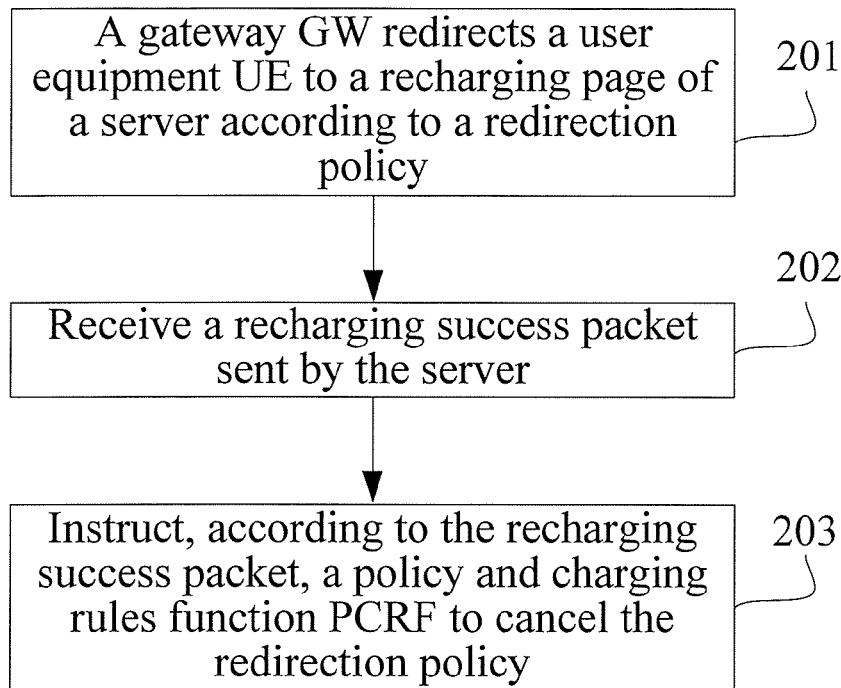 A gateway GW redirects a user
equipment UE to a recharging page of
a server according to a redirection
policy
201
Receive a recharging success packet
sent by the server
202
Instruct, according to the recharging
success packet, a policy and charging
rules function PCRF to cancel the
redirection policy
203